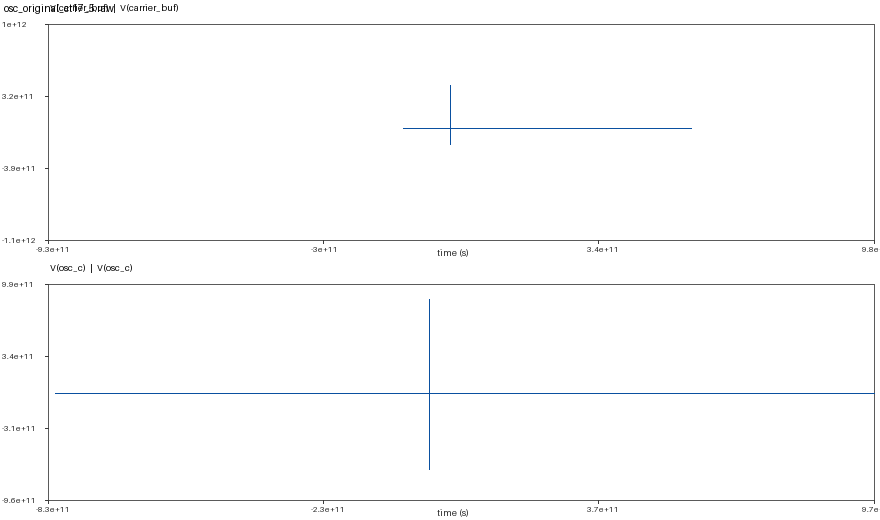 V(carrier_buf)
1e+12
3.2e+11
-3.9e+11
-1.1e+12
-9.3e+11 -3e+11 3.4e+11 9.8e+
time (s)
V(osc_c) | V(osc_c)
9.9e+11
3.4e+11
-3.1e+11
-9.6e+11
-8.3e+11 -2.3e+11 3.7e+11 9.7e+
time (s)